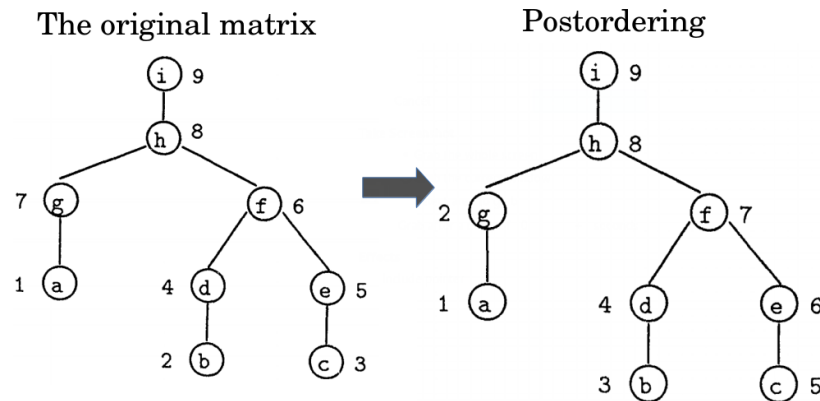 The original matrix
Postordering
i 9
i 9
h 8
h 8
7 g
f 6
2 g
f 7
1 a
4 d
e 5
1 a
4 d
e 6
2 b
c 3
3 b
c 5